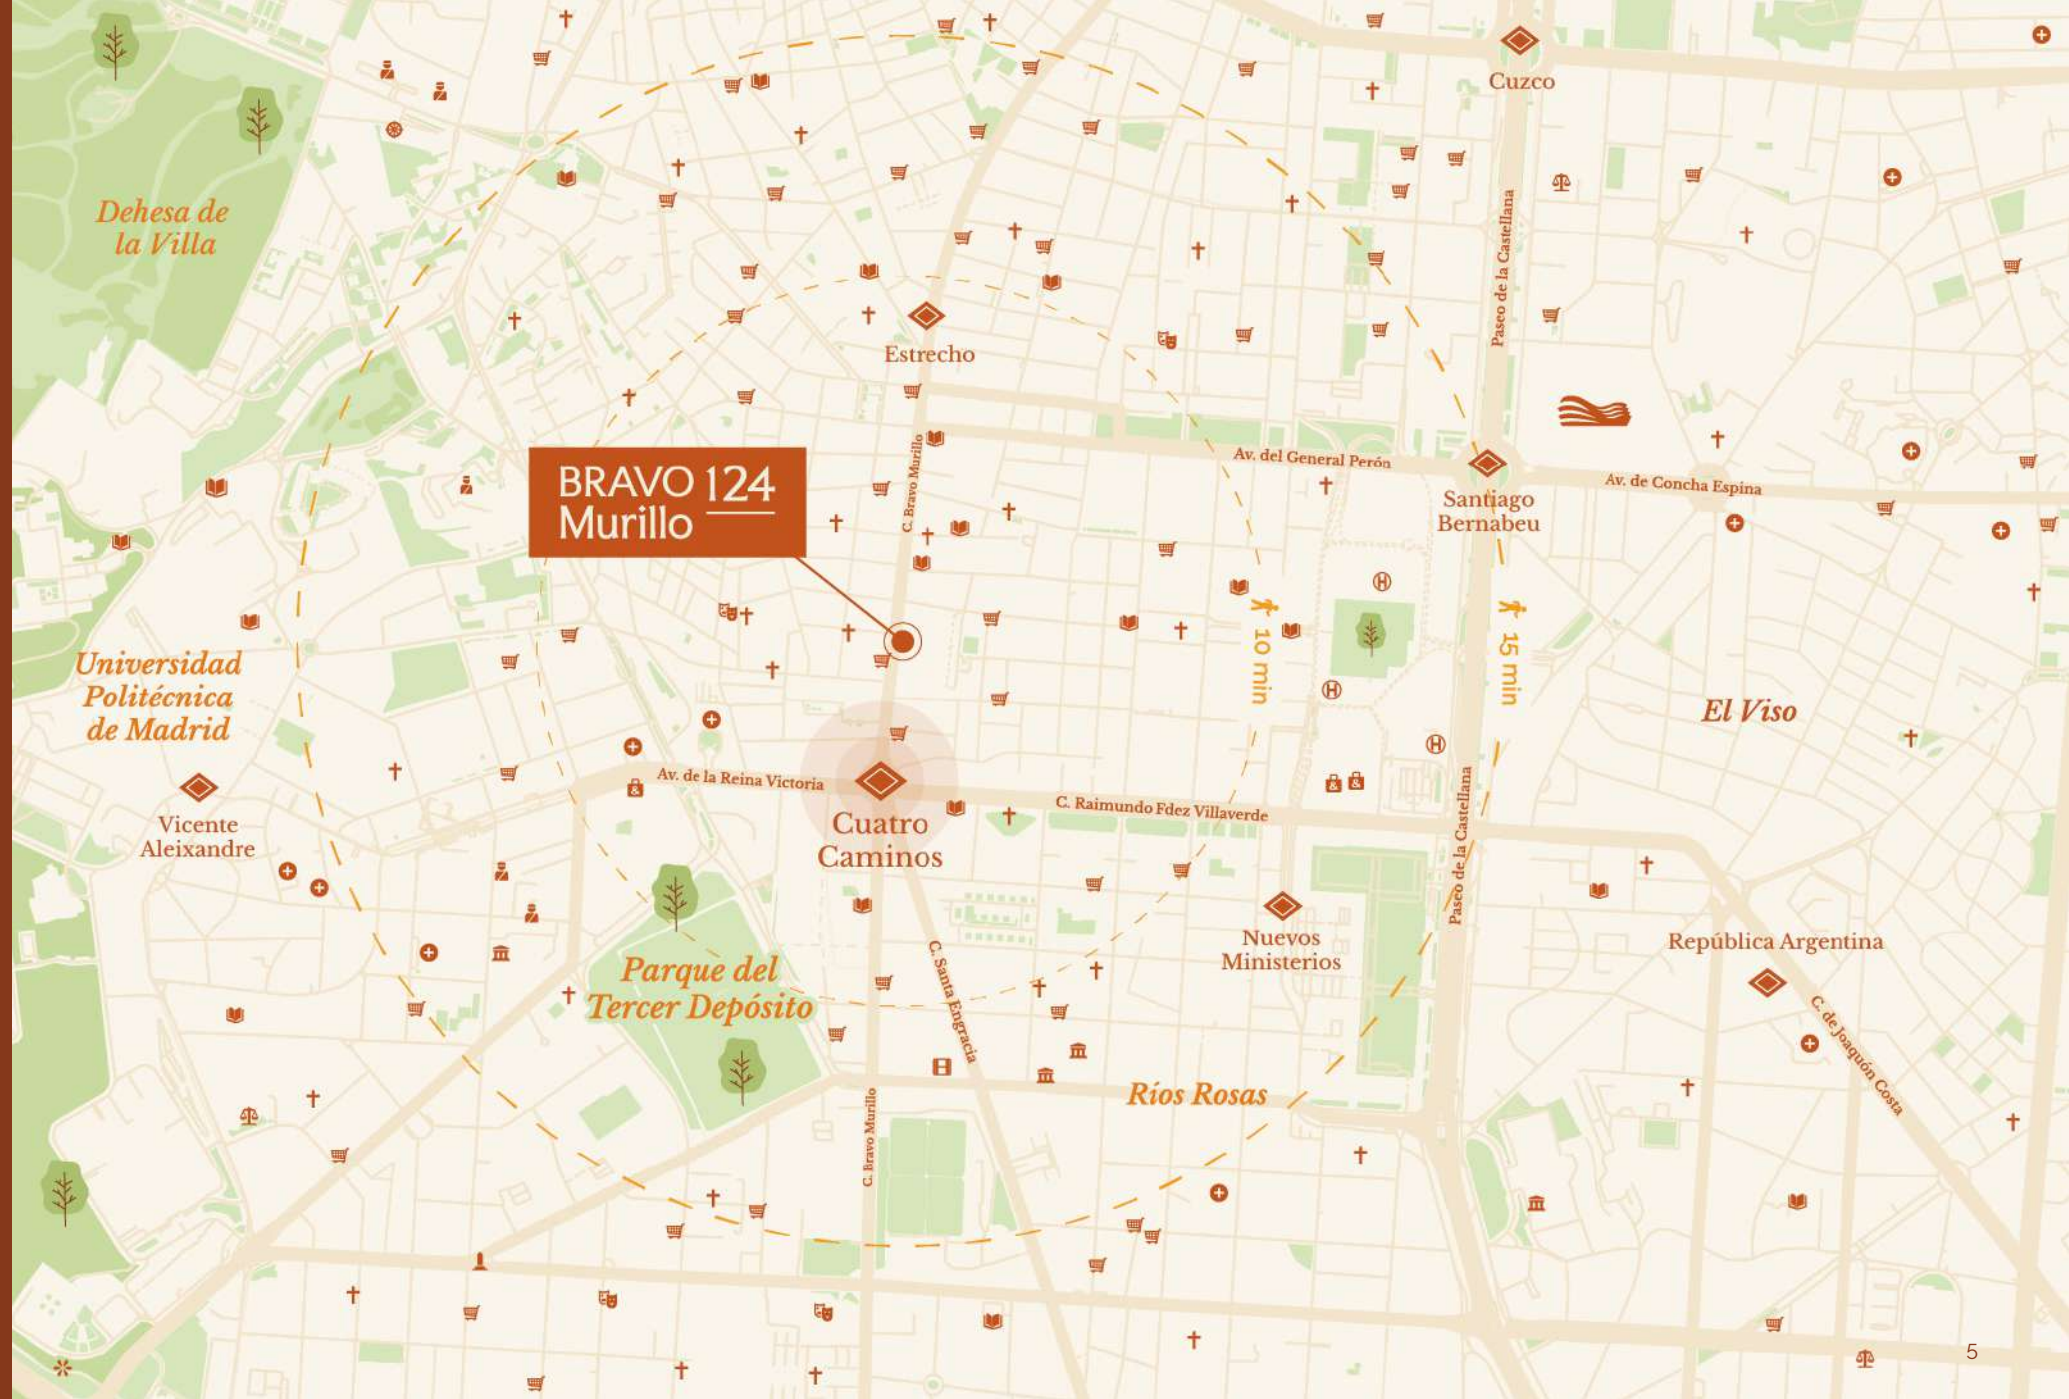 Cuzco
Dehesa de
la Villa
Paseo de la Castellana
Estrecho
C. Bravo Murillo
Av. del General Perón
Santiago
Bernabeu
Av. de Concha Espina
BRAVO 124
Murillo
10 min
15 min
Universidad
Politécnica
de Madrid
El Viso
Vicente
Aleixandre
Av. de la Reina Victoria
Cuatro
Caminos
C. Raimundo Fdez Villaverde
Paseo de la Castellana
Nuevos
Ministerios
República Argentina
Parque del
Tercer Depósito
C. Santa Engracia
C. de Joaquón Costa
Ríos Rosas
C. Bravo Murillo
5